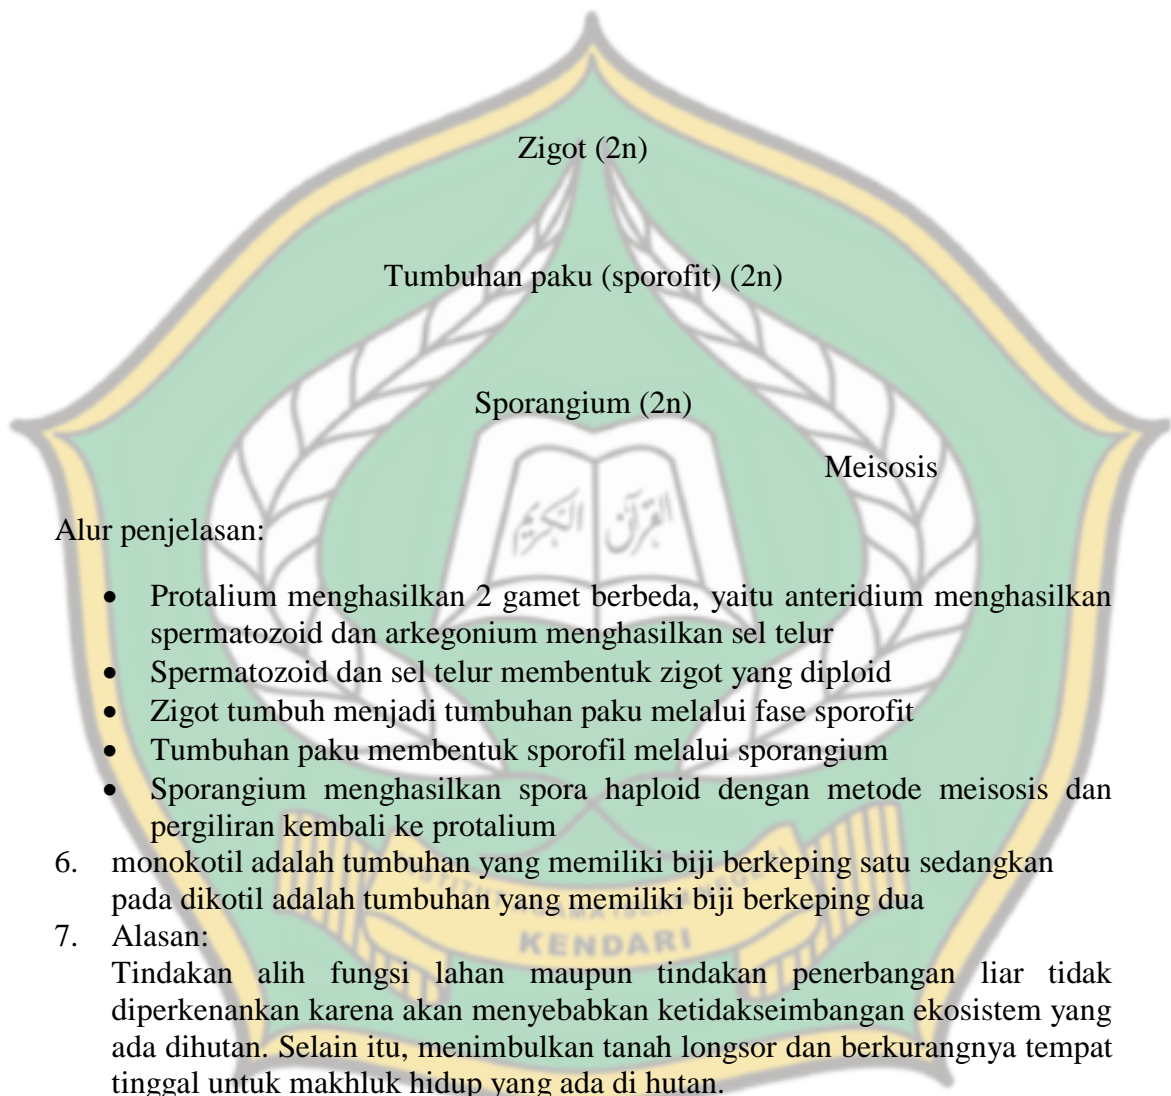 Zigot (2n)
Tumbuhan paku (sporofit) (2n)
Sporangium (2n)
Meisosis
القرآن الكريم
Alur penjelasan:
• Protalium menghasilkan 2 gamet berbeda, yaitu anteridium menghasilkan
spermatozoid dan arkegonium menghasilkan sel telur
• Spermatozoid dan sel telur membentuk zigot yang diploid
• Zigot tumbuh menjadi tumbuhan paku melalui fase sporofit
• Tumbuhan paku membentuk sporofil melalui sporangium
• Sporangium menghasilkan spora haploid dengan metode meisosis dan
pergiliran kembali ke protalium
6. monokotil adalah tumbuhan yang memiliki biji berkeping satu sedangkan
pada dikotil adalah tumbuhan yang memiliki biji berkeping dua
7. Alasan:
KENDARI
Tindakan alih fungsi lahan maupun tindakan penerbangan liar tidak
diperkenankan karena akan menyebabkan ketidakseimbangan ekosistem yang
ada dihutan. Selain itu, menimbulkan tanah longsor dan berkurangnya tempat
tinggal untuk makhluk hidup yang ada di hutan.